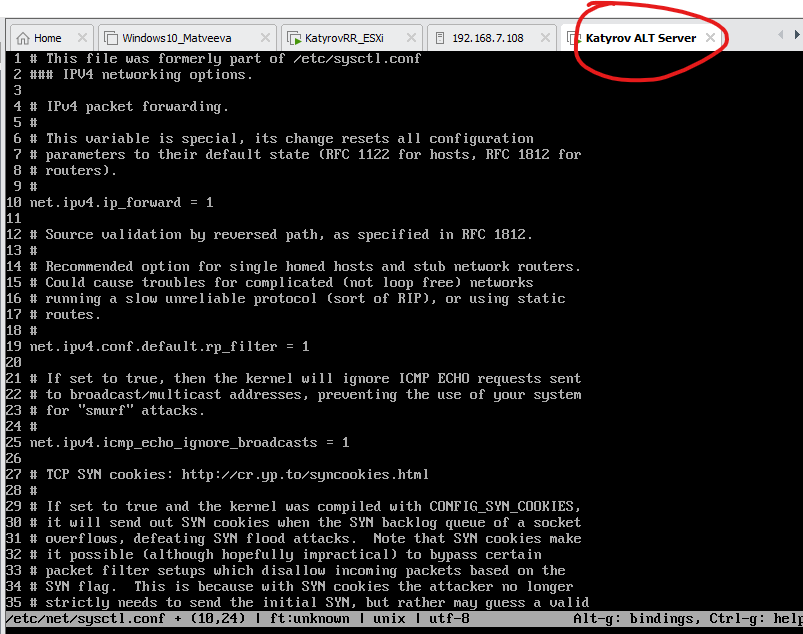 Home
Windows10_Matveeva
KatyrovRR_ESXi
192.168.7.108
Katyrov ALT Server
1 # This file was formerly part of /etc/sysctl.conf
2 ### IPV4 networking options.
3
4 # IPv4 packet forwarding.
5 #
6 # This variable is special, its change resets all configuration
7 # parameters to their default state (RFC 1122 for hosts, RFC 1812 for
8 # routers).
9 #
10 net.ipv4.ip_forward = 1
11
12 # Source validation by reversed path, as specified in RFC 1812.
13 #
14 # Recommended option for single homed hosts and stub network routers.
15 # Could cause troubles for complicated (not loop free) networks
16 # running a slow unreliable protocol (sort of RIP), or using static
17 # routes.
18 #
19 net.ipv4.conf.default.rp_filter = 1
20
21 # If set to true, then the kernel will ignore ICMP ECHO requests sent
22 # to broadcast/multicast addresses, preventing the use of your system
23 # for "smurf" attacks.
24 #
25 net.ipv4.icmp_echo_ignore_broadcasts = 1
26
27 # TCP SYN cookies: http://cr.yp.to/syncookies.html
28 #
29 # If set to true and the kernel was compiled with CONFIG_SYN_COOKIES,
30 # it will send out SYN cookies when the SYN backlog queue of a socket
31 # overflows, defeating SYN flood attacks.  Note that SYN cookies make
32 # it possible (although hopefully impractical) to bypass certain
33 # packet filter setups which disallow incoming packets based on the
34 # SYN flag.  This is because with SYN cookies the attacker no longer
35 # strictly needs to send the initial SYN, but rather may guess a valid
/etc/net/sysctl.conf + (10,24) | ft:unknown | unix | utf-8 Alt-g: bindings, Ctrl-g: help